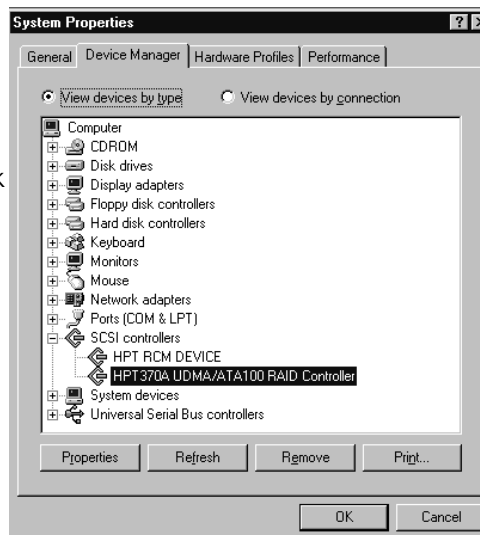 System Properties
General Device Manager Hardware Profiles Performance
View devices by type View devices by connection
Computer
CDROM
Disk drives
Display adapters
Floppy disk controllers
Hard disk controllers
Keyboard
Monitors
Mouse
Network adapters
Ports (COM & LPT)
SCSI controllers
HPT RCM DEVICE
HPT370A UDMA/ATA100 RAID Controller
System devices
Universal Serial Bus controllers
Properties Refresh Remove Print...
OK Cancel